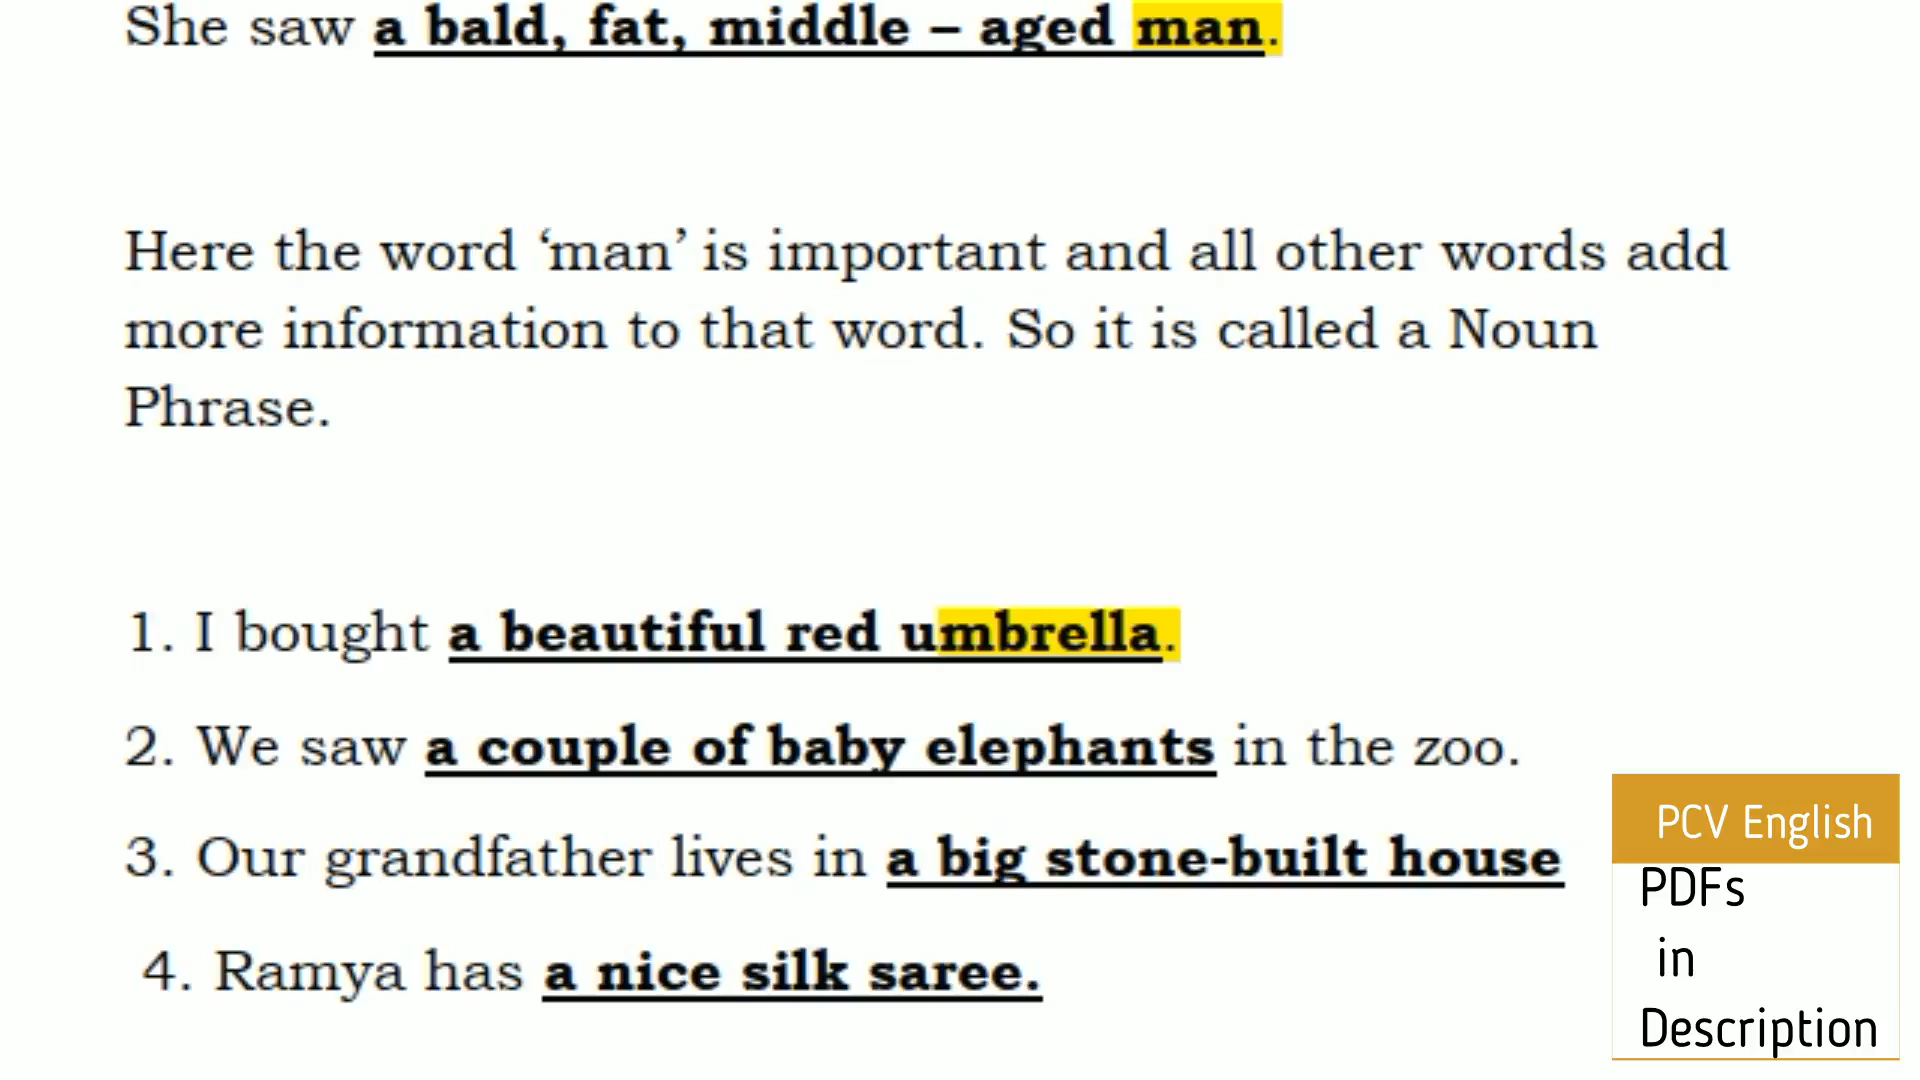 She saw a bald, fat, middle – aged man.
Here the word ‘man’ is important and all other words add
more information to that word. So it is called a Noun
Phrase.
1. I bought a beautiful red umbrella.
2. We saw a couple of baby elephants in the zoo.
3. Our grandfather lives in a big stone-built house
4. Ramya has a nice silk saree.
PCV English
PDFs
in
Description